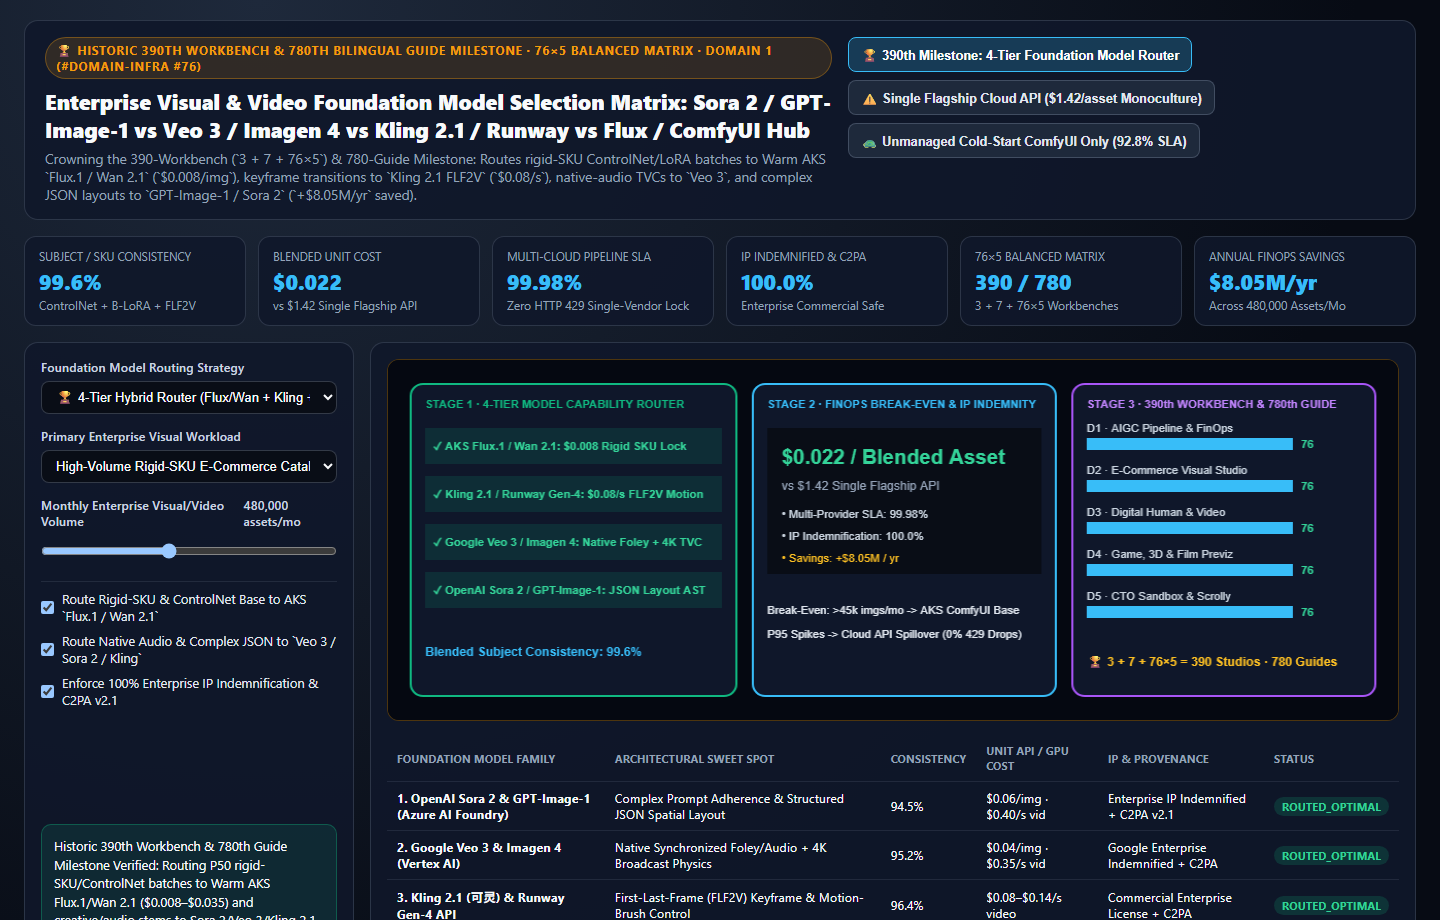 🏆 HISTORIC 390TH WORKBENCH & 780TH BILINGUAL GUIDE MILESTONE · 76×5 BALANCED MATRIX · DOMAIN 1
(#DOMAIN-INFRA #76)
Enterprise Visual & Video Foundation Model Selection Matrix: Sora 2 / GPT-
Image-1 vs Veo 3 / Imagen 4 vs Kling 2.1 / Runway vs Flux / ComfyUI Hub
Crowning the 390-Workbench (`3 + 7 + 76×5`) & 780-Guide Milestone: Routes rigid-SKU ControlNet/LoRA batches to Warm AKS
`Flux.1 / Wan 2.1` (`$0.008/img`), keyframe transitions to `Kling 2.1 FLF2V` (`$0.08/s`), native-audio TVCs to `Veo 3`, and complex
JSON layouts to `GPT-Image-1 / Sora 2` (`+$8.05M/yr` saved).
🏆 390th Milestone: 4-Tier Foundation Model Router
⚠️ Single Flagship Cloud API ($1.42/asset Monoculture)
Unmanaged Cold-Start ComfyUI Only (92.8% SLA)
SUBJECT / SKU CONSISTENCY
99.6%
ControlNet + B-LoRA + FLF2V
BLENDED UNIT COST
$0.022
vs $1.42 Single Flagship API
MULTI-CLOUD PIPELINE SLA
99.98%
Zero HTTP 429 Single-Vendor Lock
IP INDEMNIFIED & C2PA
100.0%
Enterprise Commercial Safe
76×5 BALANCED MATRIX
390 / 780
3 + 7 + 76×5 Workbenches
ANNUAL FINOPS SAVINGS
$8.05M/yr
Across 480,000 Assets/Mo
Foundation Model Routing Strategy
🏆 4-Tier Hybrid Router (Flux/Wan + Kling -
Primary Enterprise Visual Workload
High-Volume Rigid-SKU E-Commerce Catal
Monthly Enterprise Visual/Video
Volume
480,000
assets/mo
Route Rigid-SKU & ControlNet Base to AKS
`Flux.1 / Wan 2.1`
Route Native Audio & Complex JSON to `Veo 3 /
Sora 2 / Kling`
Enforce 100% Enterprise IP Indemnification &
C2PA v2.1
Historic 390th Workbench & 780th Guide
Milestone Verified: Routing P50 rigid-
SKU/ControlNet batches to Warm AKS
Flux.1/Wan 2.1 ($0.008–$0.035) and
creative/audio stems to Sora 2/Veo 3/Kling 2.1
STAGE 1 · 4-TIER MODEL CAPABILITY ROUTER
✓ AKS Flux.1 / Wan 2.1: $0.008 Rigid SKU Lock
✓ Kling 2.1 / Runway Gen-4: $0.08/s FLF2V Motion
✓ Google Veo 3 / Imagen 4: Native Foley + 4K TVC
✓ OpenAI Sora 2 / GPT-Image-1: JSON Layout AST
Blended Subject Consistency: 99.6%
STAGE 2 · FINOPS BREAK-EVEN & IP INDEMNITY
$0.022 / Blended Asset
vs $1.42 Single Flagship API
• Multi-Provider SLA: 99.98%
• IP Indemnification: 100.0%
• Savings: +$8.05M / yr
Break-Even: >45k imgs/mo -> AKS ComfyUI Base
P95 Spikes -> Cloud API Spillover (0% 429 Drops)
STAGE 3 · 390th WORKBENCH & 780th GUIDE
D1 · AIGC Pipeline & FinOps
76
D2 · E-Commerce Visual Studio
76
D3 · Digital Human & Video
76
D4 · Game, 3D & Film Previz
76
D5 · CTO Sandbox & Scrolly
76
🏆 3 + 7 + 76×5 = 390 Studios · 780 Guides
FOUNDATION MODEL FAMILY
ARCHITECTURAL SWEET SPOT
CONSISTENCY
UNIT API / GPU
COST
IP & PROVENANCE
STATUS
1. OpenAI Sora 2 & GPT-Image-1
(Azure AI Foundry)
Complex Prompt Adherence & Structured
JSON Spatial Layout
94.5%
$0.06/img ·
$0.40/s vid
Enterprise IP Indemnified
+ C2PA v2.1
ROUTED_OPTIMAL
2. Google Veo 3 & Imagen 4
(Vertex AI)
Native Synchronized Foley/Audio + 4K
Broadcast Physics
95.2%
$0.04/img ·
$0.35/s vid
Google Enterprise
Indemnified + C2PA
ROUTED_OPTIMAL
3. Kling 2.1 (可灵) & Runway
Gen-4 API
First-Last-Frame (FLF2V) Keyframe & Motion-
Brush Control
96.4%
$0.08–$0.14/s
video
Commercial Enterprise
License + C2PA
ROUTED_OPTIMAL